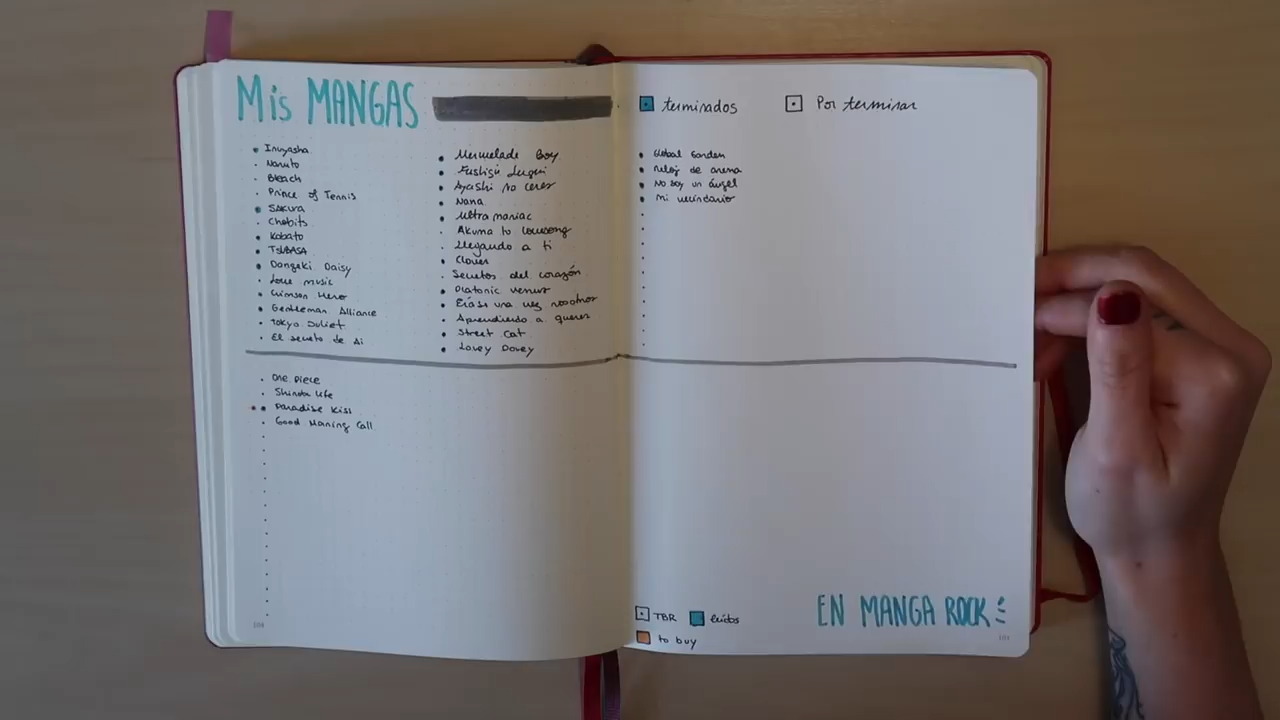 Mis MANGAS
terminados
Por terminar
Inuyasha
Naruto
Bleach
Prince of Tennis
Sakura
Chobits
Kobato
TSUBASA
Dengeki Daisy
Love music
Crimson Hero
Gentleman Alliance
Tokyo Juliet
El secreto de Ai
Mermelade Boy
Fushigi Yuugi
Ayashi no ceres
Nana
Ultra maniac
Akuma to lovesong
Llegando a ti
Clover
Secretos del corazón
Platonic venus
Érase una vez nosotros
Aprendiendo a querer
Street Cat
Lovey Dovey
Global Garden
Reloj de arena
No soy un ángel
Mi vecindario
One Piece
Shinobi life
Paradise Kiss
Good Morning Call
TBR
leídos
to buy
EN MANGA ROCK
100
101